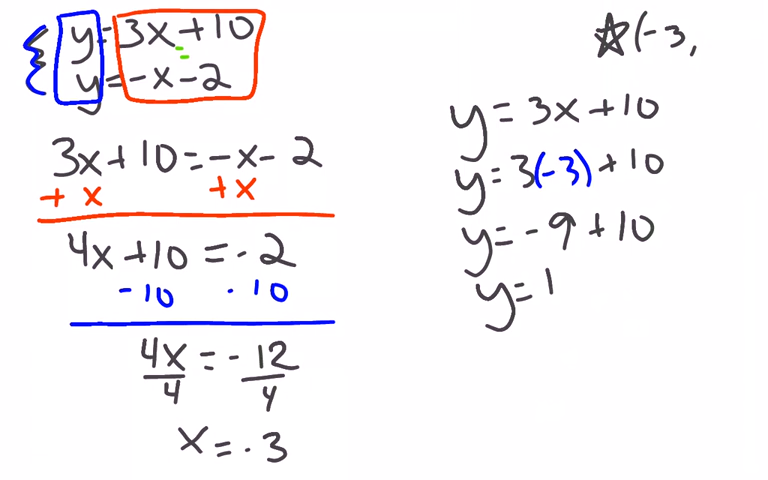 y=3x+10
y=-x-2
3x+10=-x-2
+x +x
4x+10=-2
-10 -10
4x=-12
4 4
x=-3
☆(-3,
y=3x+10
y=3(-3)+10
y=-9+10
y=1